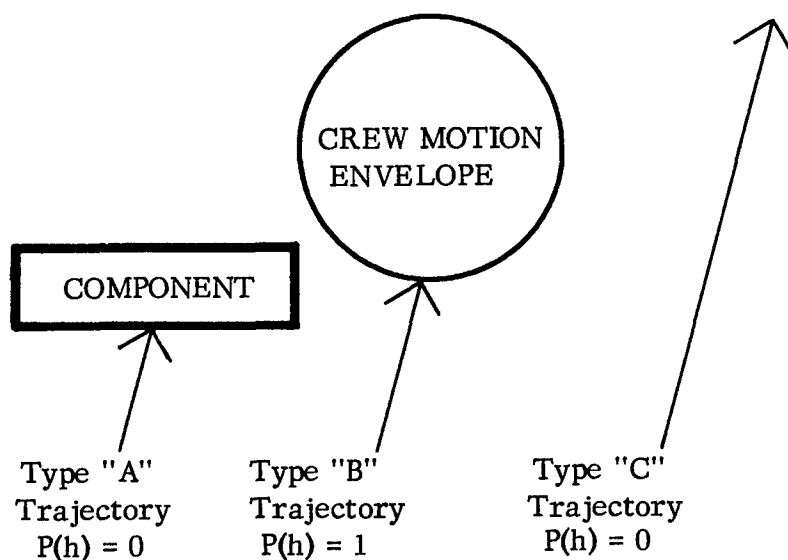 CREW MOTION
ENVELOPE
COMPONENT
Type "A"
Trajectory
P(h) = 0
Type "B"
Trajectory
P(h) = 1
Type "C"
Trajectory
P(h) = 0